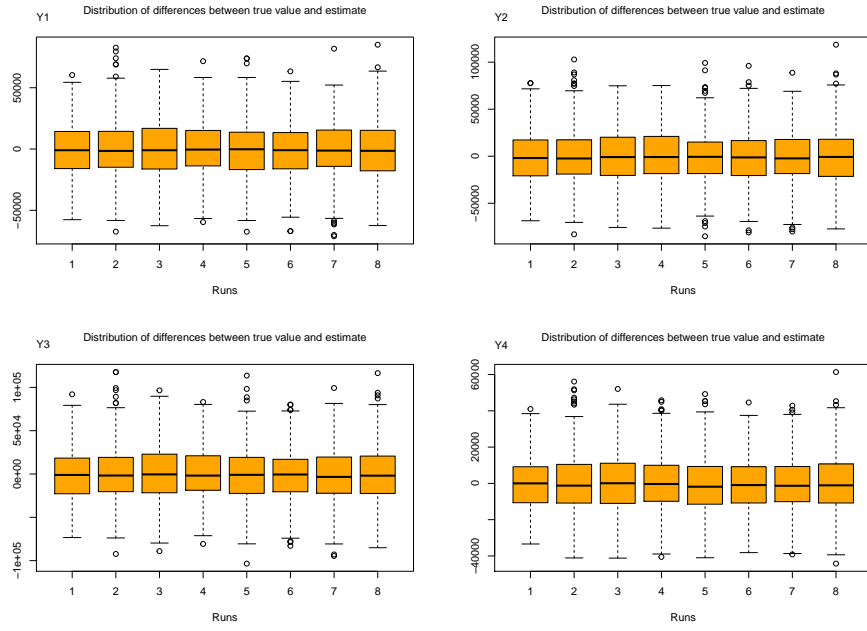 Distribution of differences between true value and estimate
Y1
50000
0
−50000
1 2 3 4 5 6 7 8
Runs
Distribution of differences between true value and estimate
Y2
100000
50000
0
−50000
1 2 3 4 5 6 7 8
Runs
Distribution of differences between true value and estimate
Y3
1e+05
5e+04
0e+00
−1e+05
1 2 3 4 5 6 7 8
Runs
Distribution of differences between true value and estimate
Y4
60000
20000
0
−40000
1 2 3 4 5 6 7 8
Runs